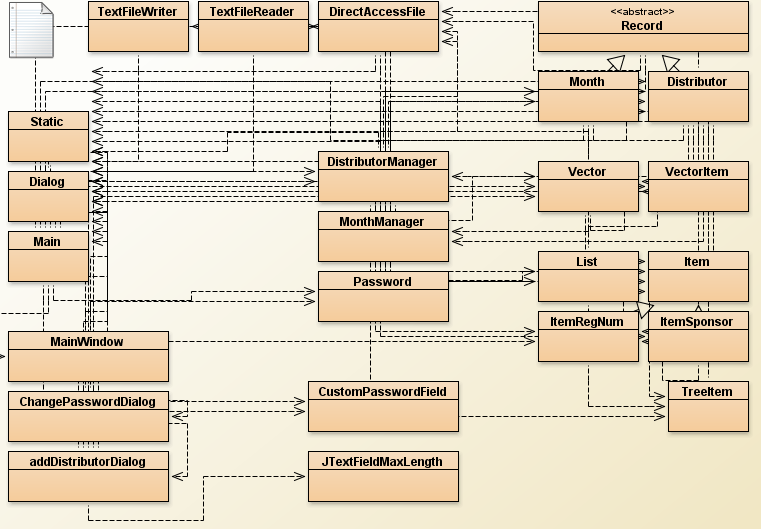 TextFileWriter
TextFileReader
DirectAccessFile
<<abstract>>
Record
Month
Distributor
Static
DistributorManager
Vector
VectorItem
Dialog
MonthManager
Main
List
Item
Password
ItemRegNum
ItemSponsor
MainWindow
ChangePasswordDialog
CustomPasswordField
TreeItem
addDistributorDialog
JTextFieldMaxLength